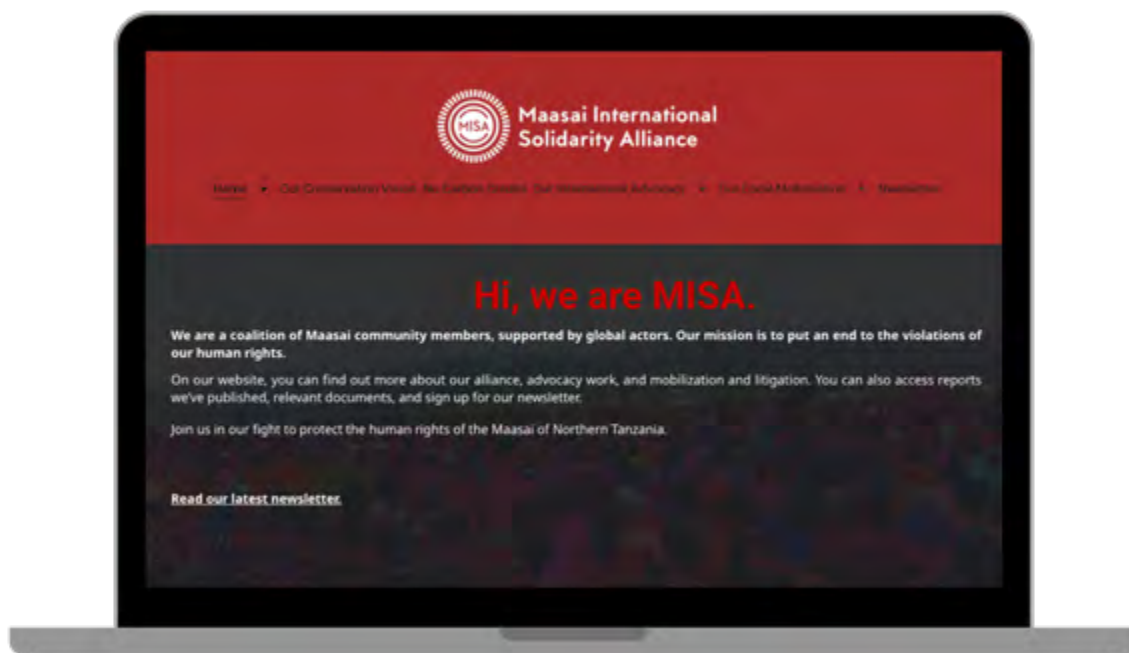 MISA
Maasai International
Solidarity Alliance
Home
Hi, we are MISA.
We are a coalition of Maasai community members, supported by global actors. Our mission is to put an end to the violations of
our human rights.
On our website, you can find out more about our alliance, advocacy work, and mobilization and litigation. You can also access reports
we've published, relevant documents, and sign up for our newsletter.
Join us in our fight to protect the human rights of the Maasai of Northern Tanzania.
Read our latest newsletter.